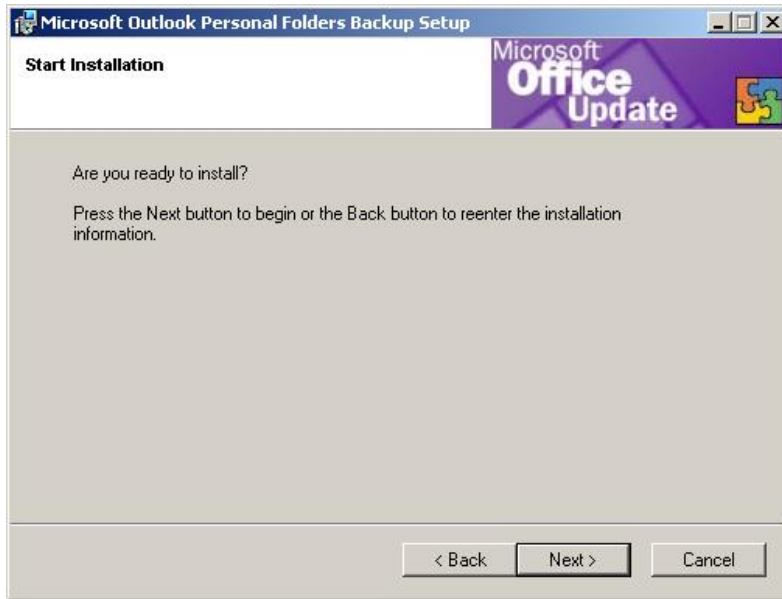 Microsoft Outlook Personal Folders Backup Setup
Start Installation
Microsoft
Office
Update
Are you ready to install?
Press the Next button to begin or the Back button to reenter the installation
information.
< Back Next > Cancel